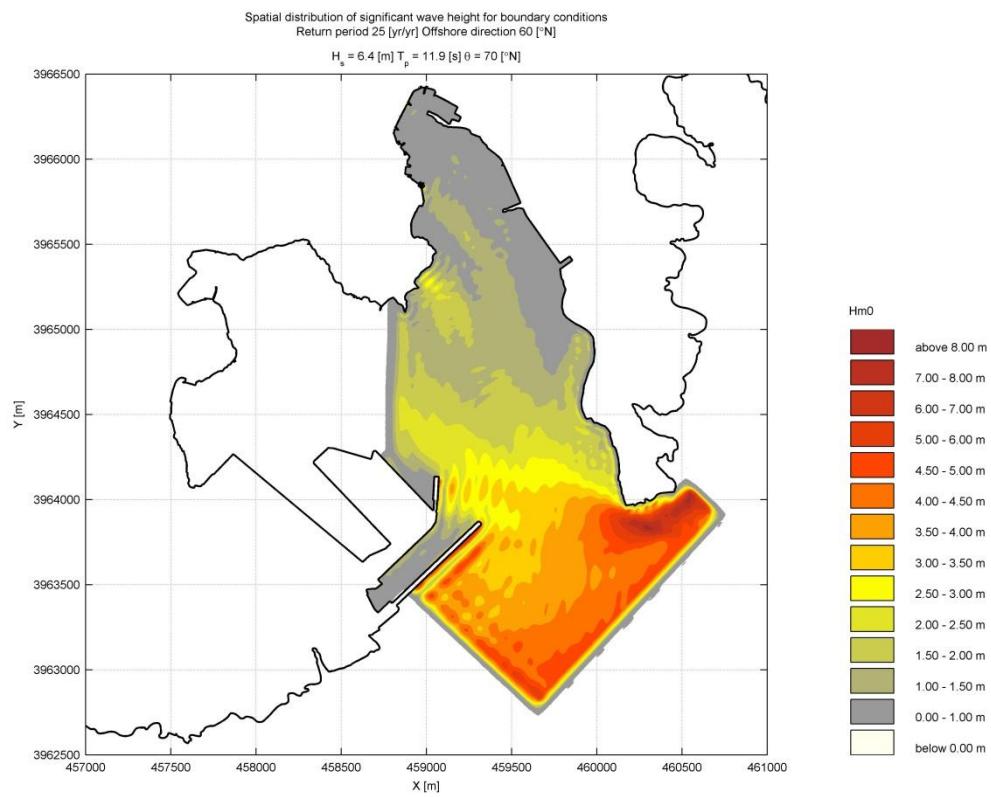 Spatial distribution of significant wave height for boundary conditions
Return period 25 [yr/yr] Offshore direction 60 [°N]
H_s = 6.4 [m] T_p = 11.9 [s] θ = 70 [°N]
3966500
3966000
3965500
3965000
3964500
3964000
3963500
3963000
3962500
Y [m]
457000 457500 458000 458500 459000 459500 460000 460500 461000
X [m]
Hm0
above 8.00 m
7.00 - 8.00 m
6.00 - 7.00 m
5.00 - 6.00 m
4.50 - 5.00 m
4.00 - 4.50 m
3.50 - 4.00 m
3.00 - 3.50 m
2.50 - 3.00 m
2.00 - 2.50 m
1.50 - 2.00 m
1.00 - 1.50 m
0.00 - 1.00 m
below 0.00 m